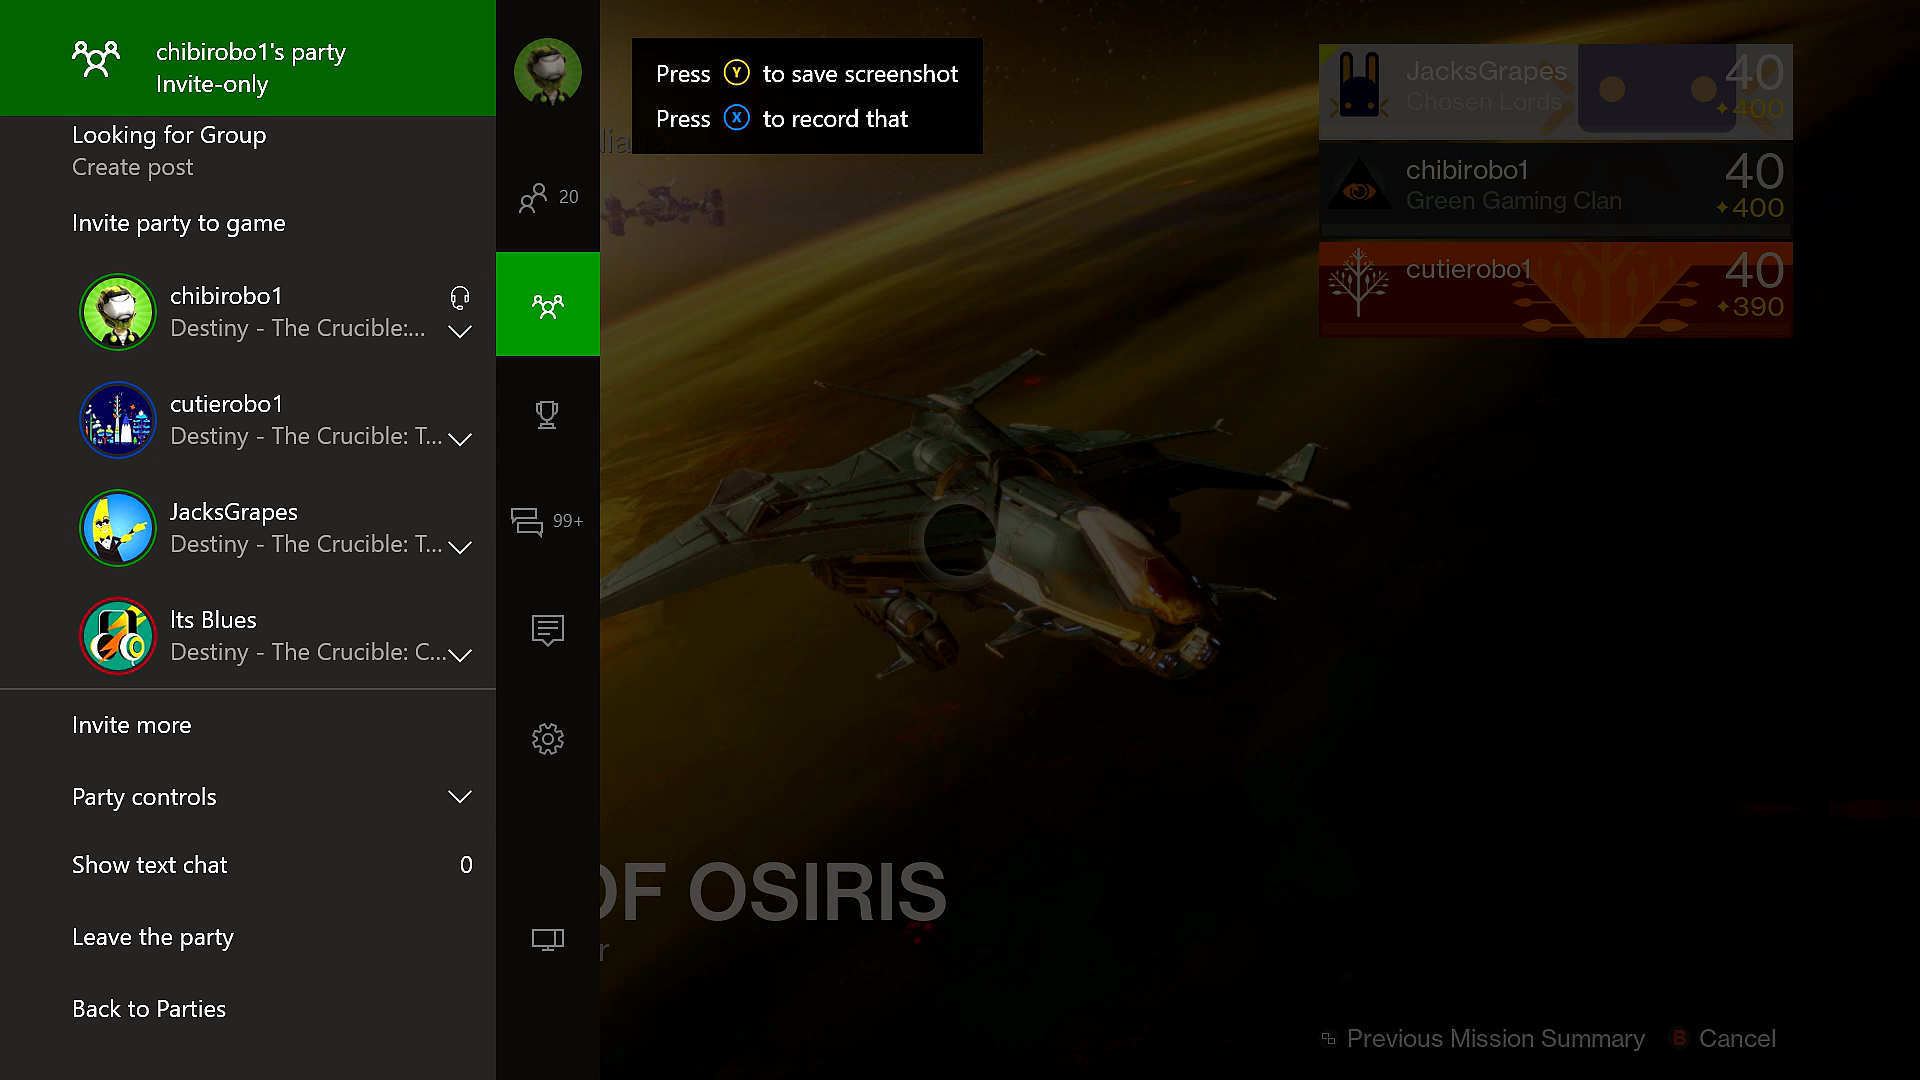 chibirobo1's party
Invite-only
Looking for Group
Create post
Invite party to game
chibirobo1
Destiny - The Crucible:...
cutierobo1
Destiny - The Crucible: T...
JacksGrapes
Destiny - The Crucible: T...
Its Blues
Destiny - The Crucible: C...
Invite more
Party controls
Show text chat 0
Leave the party
Back to Parties
20
99+
Press Y to save screenshot
Press X to record that
JacksGrapes 40
Chosen Lords 400
chibirobo1 40
Green Gaming Clan 400
cutierobo1 40
390
OF OSIRIS
r
Previous Mission Summary B Cancel